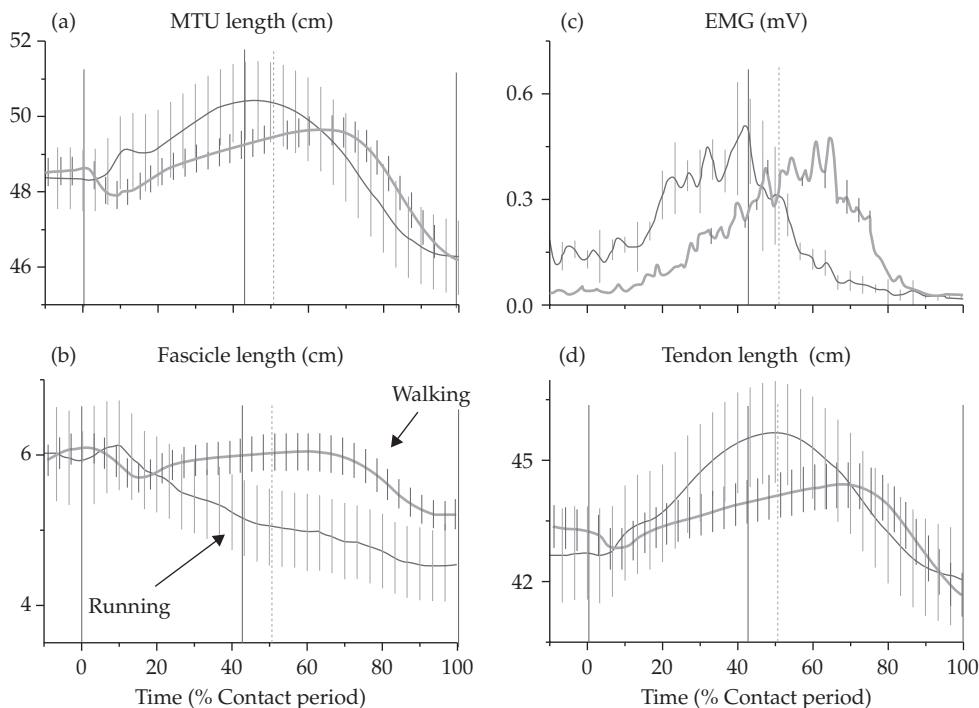 (a) MTU length (cm)
52
50
48
46
(c) EMG (mV)
0.6
0.3
0.0
(b) Fascicle length (cm)
6
4
Walking
Running
0 20 40 60 80 100
Time (% Contact period)
(d) Tendon length (cm)
45
42
0 20 40 60 80 100
Time (% Contact period)